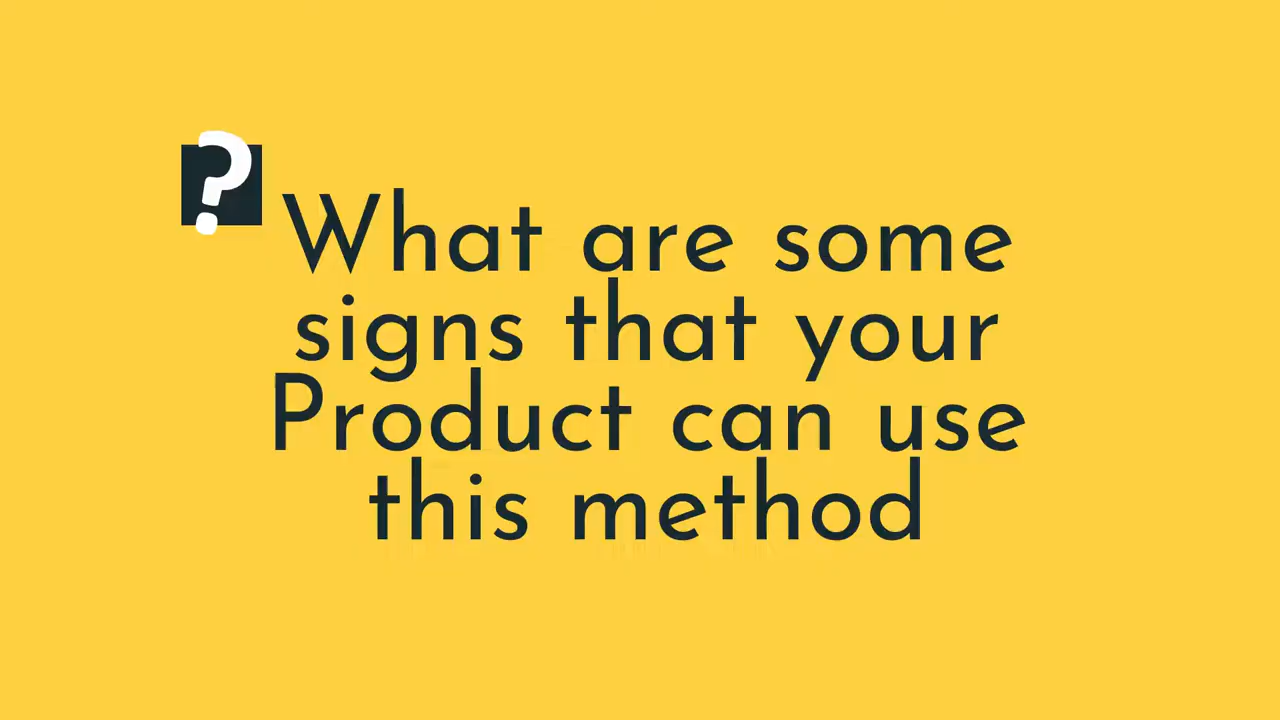 ?
What are some
signs that your
Product can use
this method